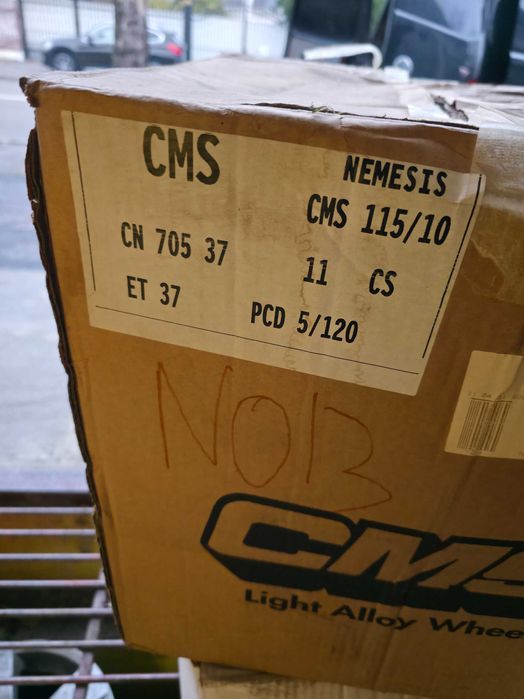 CMS
NEMESIS
CMS 115/10
CN 705 37
11 CS
ET 37
PCD 5/120
NOB
CMS
Light Alloy Whee